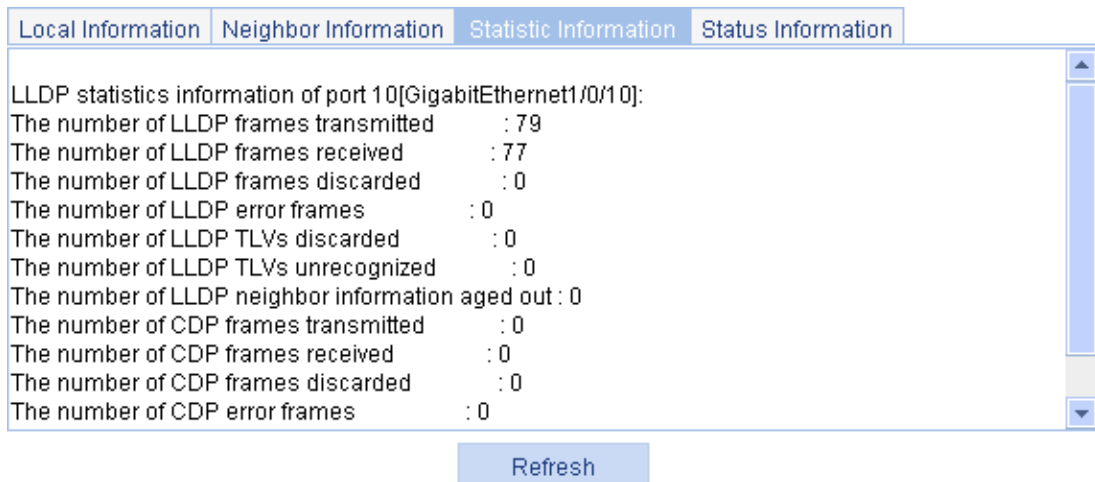 Local Information Neighbor Information Statistic Information Status Information
LLDP statistics information of port 10[GigabitEthernet1/0/10]:
The number of LLDP frames transmitted : 79
The number of LLDP frames received : 77
The number of LLDP frames discarded : 0
The number of LLDP error frames : 0
The number of LLDP TLVs discarded : 0
The number of LLDP TLVs unrecognized : 0
The number of LLDP neighbor information aged out : 0
The number of CDP frames transmitted : 0
The number of CDP frames received : 0
The number of CDP frames discarded : 0
The number of CDP error frames : 0
Refresh